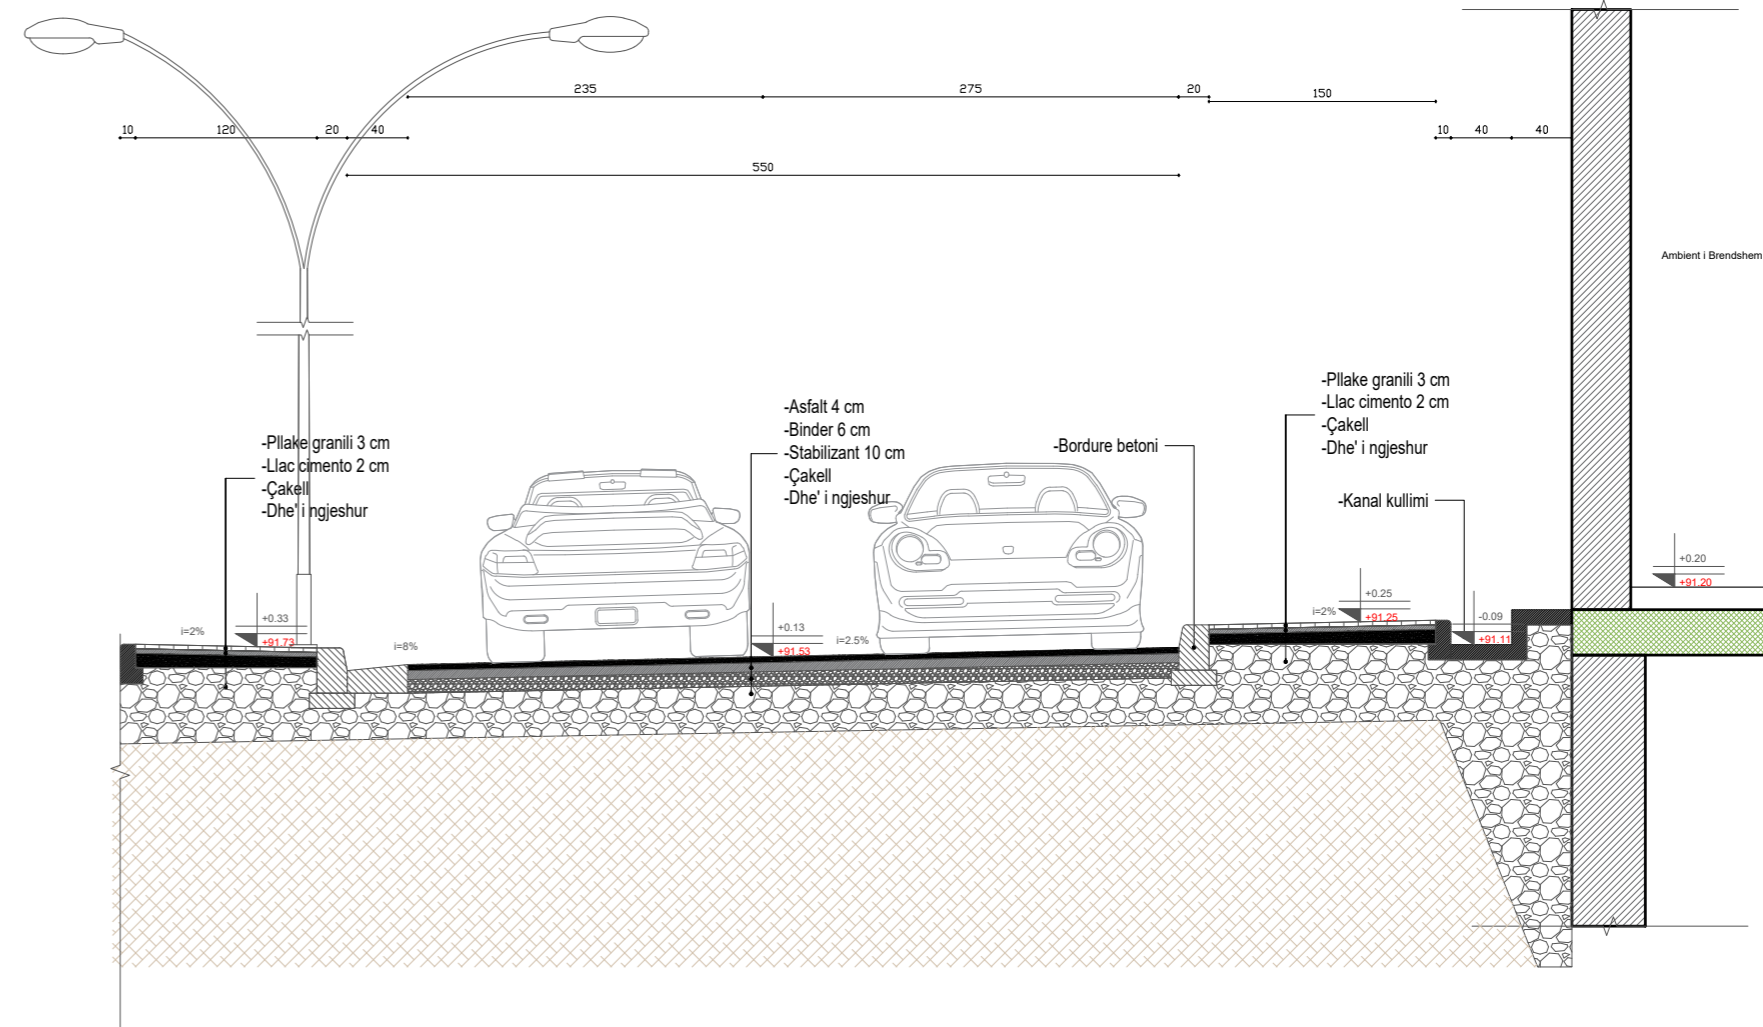 235
275
20
150
10
120
20
40
10
40
40
550
Ambient i Brendshem
-Pllake granili 3 cm
-Llac cimento 2 cm
-Çakell
-Dhe' i ngjeshur
-Asfalt 4 cm
-Binder 6 cm
-Stabilizant 10 cm
-Çakell
-Dhe' i ngjeshur
-Bordure betoni
-Pllake granili 3 cm
-Llac cimento 2 cm
-Çakell
-Dhe' i ngjeshur
-Kanal kullimi
+0.20
+91.20
i=2%
+0.33
+91.73
i=8%
+0.13
+91.53
i=2.5%
i=2%
+0.25
+91.25
-0.09
+91.11